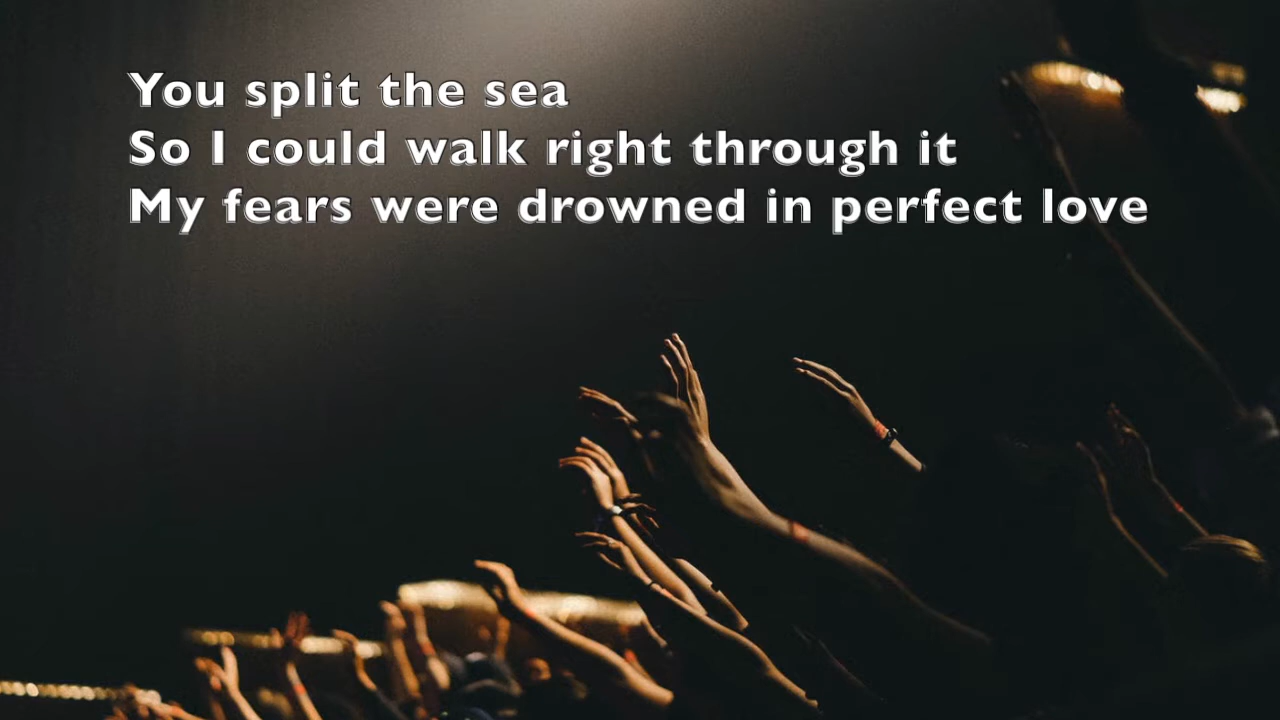 You split the sea
So I could walk right through it
My fears were drowned in perfect love